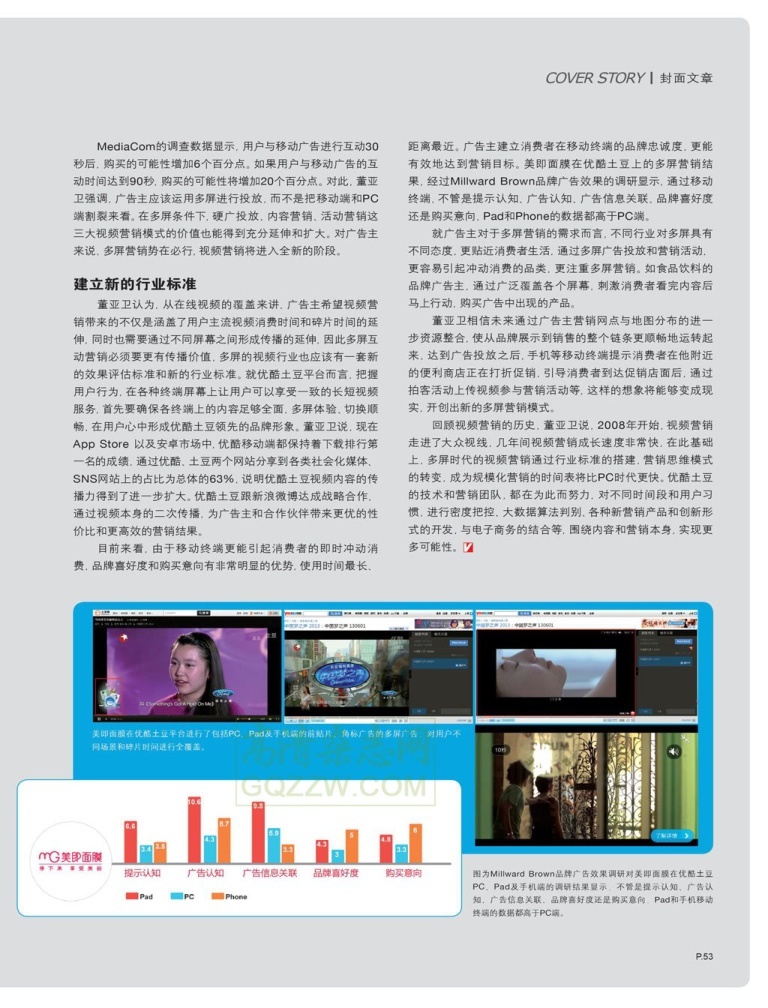 COVER STORY | 封面文章
MediaCom的调查数据显示, 用户与移动广告进行互动30
秒后, 购买的可能性增加6个百分点。如果用户与移动广告的互
动时间达到90秒, 购买的可能性将增加20个百分点。对此, 董亚
卫强调, 广告主应该运用多屏进行投放, 而不是把移动端和PC
端割裂来看。在多屏条件下, 硬广投放, 内容营销, 活动营销这
三大视频营销模式的价值也能得到充分延伸和扩大。对广告主
来说, 多屏营销势在必行, 视频营销将进入全新的阶段。
建立新的行业标准
董亚卫认为, 从在线视频的覆盖来讲, 广告主希望视频营
销带来的不仅是涵盖了用户主流视频消费时间和碎片时间的延
伸, 同时也需要通过不同屏幕之间形成传播的延伸, 因此多屏互
动营销必须要更有传播价值, 多屏的视频行业也应该有一套新
的效果评估标准和新的行业标准。就优酷土豆平台而言, 把握
用户行为, 在各种终端屏幕上让用户可以享受一致的长短视频
服务, 首先要确保各终端上的内容足够全面, 多屏体验, 切换顺
畅, 在用户心中形成优酷土豆领先的品牌形象。董亚卫说, 现在
App Store 以及安卓市场中, 优酷移动端都保持着下载排行第
一名的成绩, 通过优酷, 土豆两个网站分享到各类社会化媒体,
SNS网站上的占比为总体的63%, 说明优酷土豆视频内容的传
播力得到了进一步扩大。优酷土豆跟新浪微博达成战略合作,
通过视频本身的二次传播, 为广告主和合作伙伴带来更优的性
价比和更高效的营销结果。
目前来看, 由于移动终端更能引起消费者的即时冲动消
费, 品牌喜好度和购买意向有非常明显的优势, 使用时间最长,
距离最近。广告主建立消费者在移动终端的品牌忠诚度, 更能
有效地达到营销目标。美即面膜在优酷土豆上的多屏营销结
果, 经过Millward Brown品牌广告效果的调研显示, 通过移动
终端, 不管是提示认知, 广告认知, 广告信息关联, 品牌喜好度
还是购买意向, Pad和Phone的数据都高于PC端。
就广告主对于多屏营销的需求而言, 不同行业对多屏具有
不同态度, 更贴近消费者生活, 通过多屏广告投放和营销活动,
更容易引起冲动消费的品类, 更注重多屏营销。如食品饮料的
品牌广告主, 通过广泛覆盖各个屏幕, 刺激消费者看完内容后
马上行动, 购买广告中出现的产品。
董亚卫相信未来通过广告主营销网点与地图分布的进一
步资源整合, 使从品牌展示到销售的整个链条更顺畅地运转起
来, 达到广告投放之后, 手机等移动终端提示消费者在他附近
的便利商店正在打折促销, 引导消费者到达促销店面后, 通过
拍客活动上传视频参与营销活动等, 这样的想象将能够变成现
实, 开创出新的多屏营销模式。
回顾视频营销的历史, 董亚卫说, 2008年开始, 视频营销
走进了大众视线, 几年间视频营销成长速度非常快, 在此基础
上, 多屏时代的视频营销通过行业标准的搭建, 营销思维模式
的转变, 成为规模化营销的时间表将比PC时代更快。优酷土豆
的技术和营销团队, 都在为此而努力, 对不同时间段和用户习
惯, 进行密度把控, 大数据算法判别, 各种新营销产品和创新形
式的开发, 与电子商务的结合等, 围绕内容和营销本身, 实现更
多可能性。
中国梦之声 2013：中国梦之声 130601
中国梦之声 2013：中国梦之声 130601
美即面膜在优酷土豆平台进行了包括PC、Pad及手机端的前贴片、角标广告的多屏广告, 对用户不
同场景和碎片时间进行全覆盖。
10秒
了解详情
GQZZW.COM
MG美即面膜
停下来 享受美丽
6.6 3.4 3.5
10.6 4.3 8.7
9.8 5.9 3.3
4.3 3 5
4.8 3.3 6
提示认知 广告认知 广告信息关联 品牌喜好度 购买意向
Pad PC Phone
图为Millward Brown品牌广告效果调研对美即面膜在优酷土豆
PC、Pad及手机端的调研结果显示, 不管是提示认知、广告认
知、广告信息关联、品牌喜好度还是购买意向, Pad和手机移动
终端的数据都高于PC端。
P.53